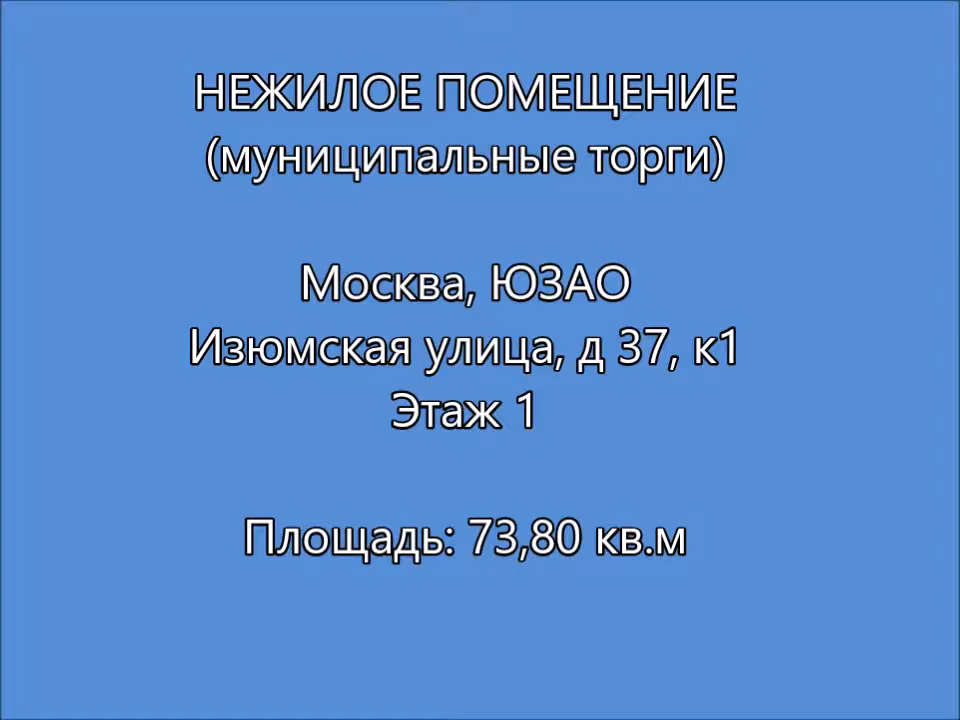 НЕЖИЛОЕ ПОМЕЩЕНИЕ
(муниципальные торги)
Москва, ЮЗАО
Изюмская улица, д 37, к1
Этаж 1
Площадь: 73,80 кв.м